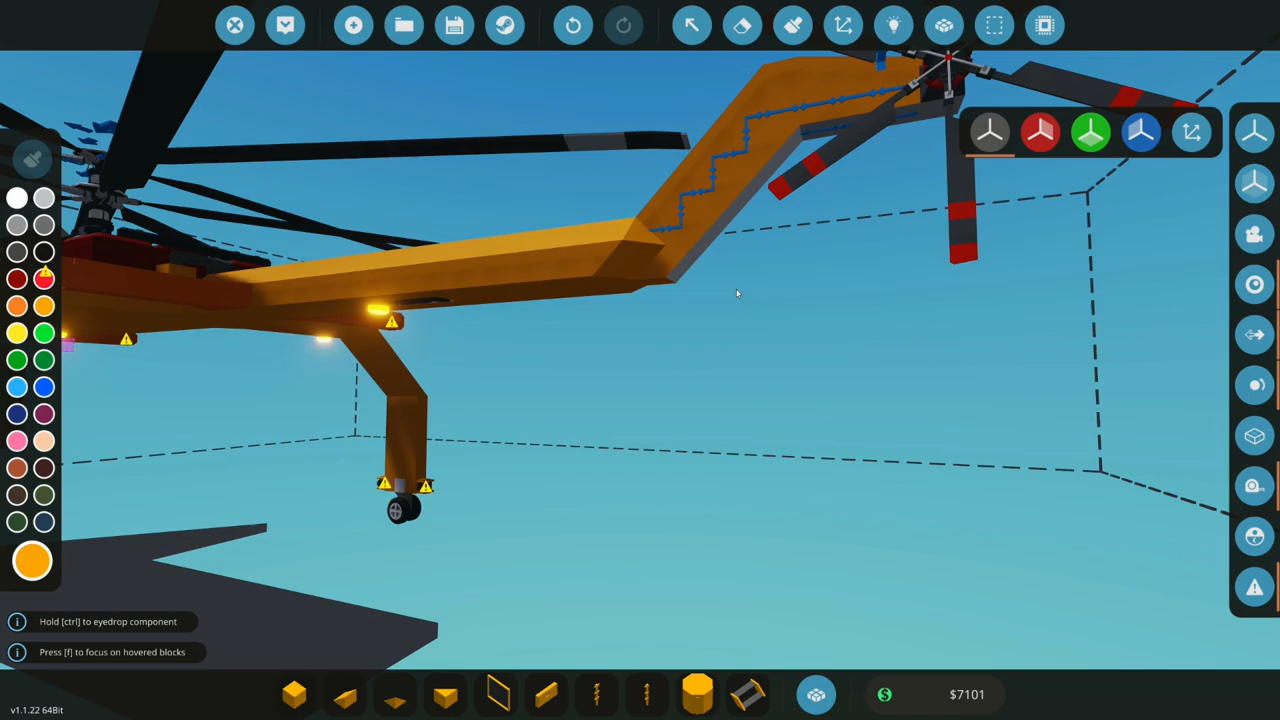 Hold [ctrl] to eyedrop component
Press [f] to focus on hovered blocks
$7101
v1.1.22 64Bit